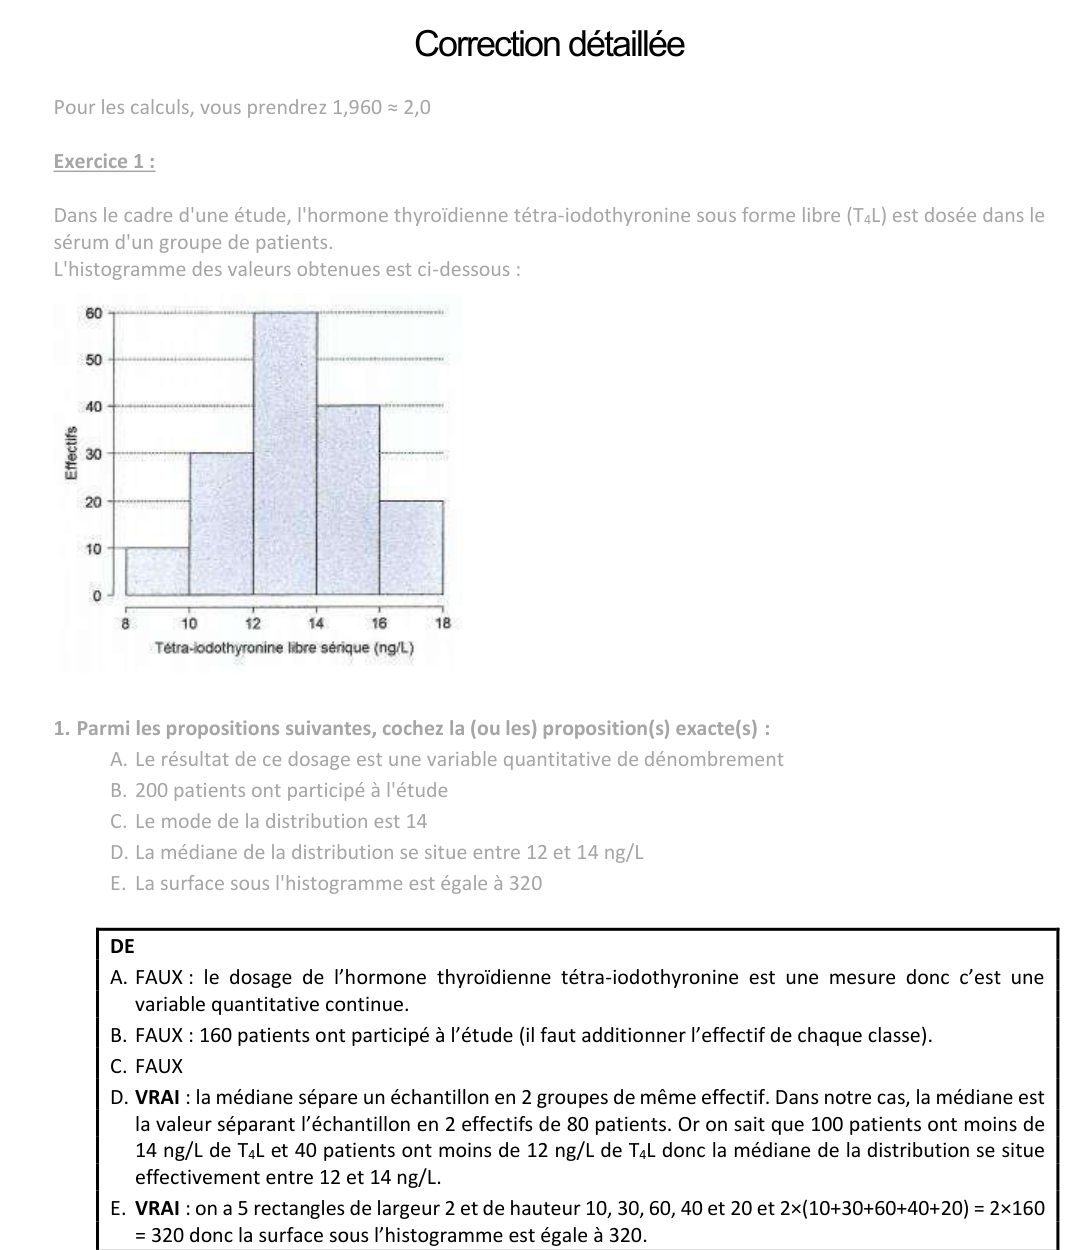 Correction détaillée
Pour les calculs, vous prendrez 1,960 ≈ 2,0
Exercice 1 :
Dans le cadre d'une étude, l'hormone thyroïdienne tétra-iodothyronine sous forme libre (T₄L) est dosée dans le
sérum d'un groupe de patients.
L'histogramme des valeurs obtenues est ci-dessous :
60
50
40
30
20
10
0
Effectifs
8 10 12 14 16 18
Tétra-iodothyronine libre sérique (ng/L)
1. Parmi les propositions suivantes, cochez la (ou les) proposition(s) exacte(s) :
A. Le résultat de ce dosage est une variable quantitative de dénombrement
B. 200 patients ont participé à l'étude
C. Le mode de la distribution est 14
D. La médiane de la distribution se situe entre 12 et 14 ng/L
E. La surface sous l'histogramme est égale à 320
DE
A. FAUX : le dosage de l’hormone thyroïdienne tétra-iodothyronine est une mesure donc c’est une
variable quantitative continue.
B. FAUX : 160 patients ont participé à l’étude (il faut additionner l’effectif de chaque classe).
C. FAUX
D. VRAI : la médiane sépare un échantillon en 2 groupes de même effectif. Dans notre cas, la médiane est
la valeur séparant l’échantillon en 2 effectifs de 80 patients. Or on sait que 100 patients ont moins de
14 ng/L de T₄L et 40 patients ont moins de 12 ng/L de T₄L donc la médiane de la distribution se situe
effectivement entre 12 et 14 ng/L.
E. VRAI : on a 5 rectangles de largeur 2 et de hauteur 10, 30, 60, 40 et 20 et 2×(10+30+60+40+20) = 2×160
= 320 donc la surface sous l’histogramme est égale à 320.